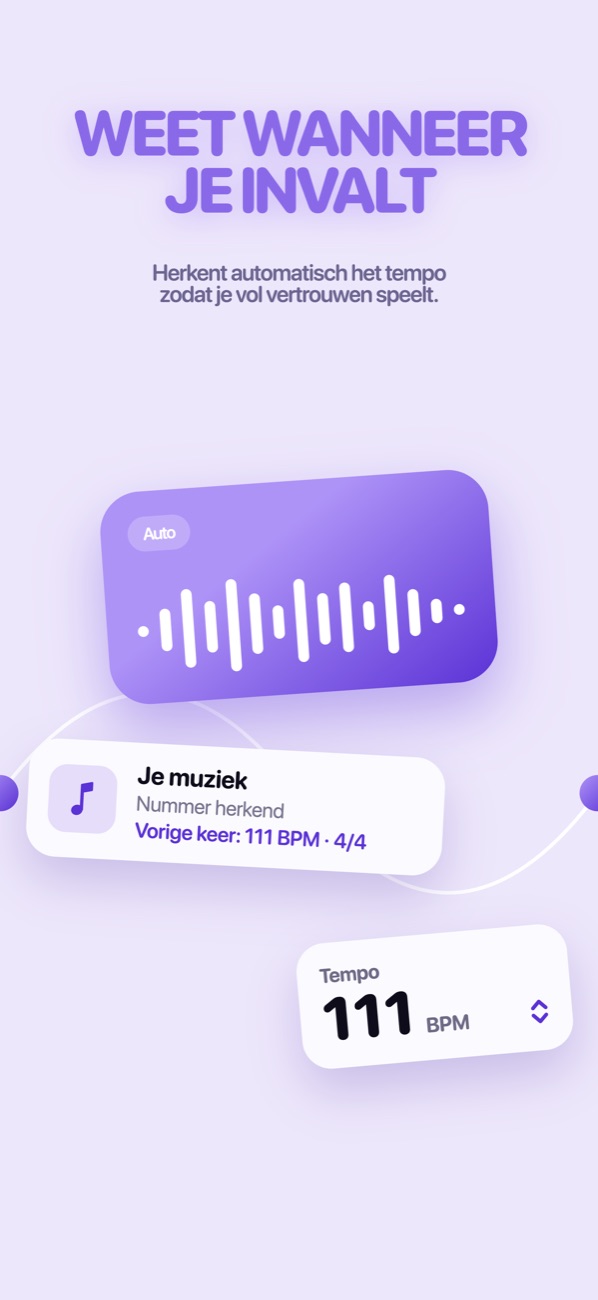 WEET WANNEER
JE INVALT
Herkent automatisch het tempo
zodat je vol vertrouwen speelt.
Auto
Je muziek
Nummer herkend
Vorige keer: 111 BPM · 4/4
Tempo
111 BPM